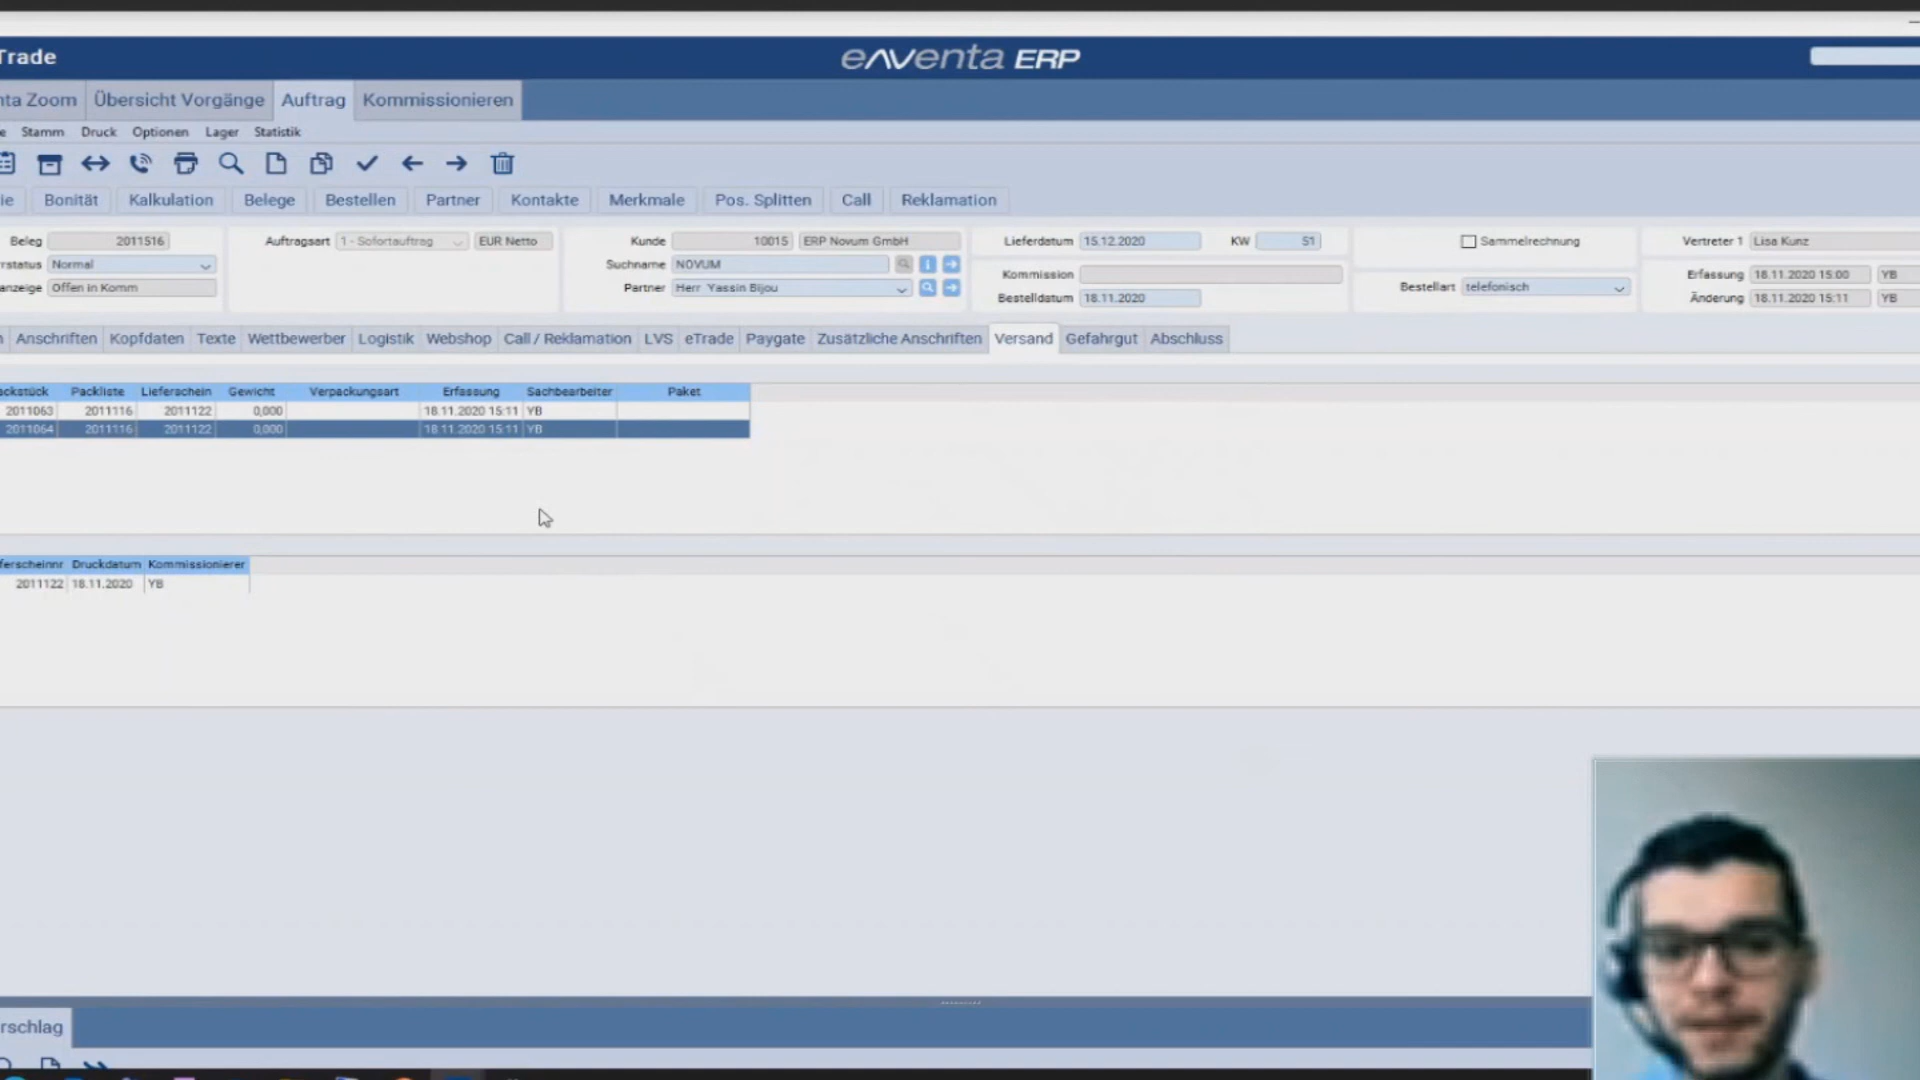 Trade
eNventa ERP
nta Zoom Übersicht Vorgänge Auftrag Kommissionieren
e Stamm Druck Optionen Lager Statistik
ie Bonität Kalkulation Belege Bestellen Partner Kontakte Merkmale Pos. Splitten Call Reklamation
Beleg 2011516 Auftragsart 1 - Sofortauftrag EUR Netto Kunde 10015 ERP Novum GmbH Lieferdatum 15.12.2020 KW 51 Sammelrechnung Vertreter 1 Lisa Kunz
rstatus Normal Suchname NOVUM
Kommission Erfassung 18.11.2020 15:00 YB
anzeige Offen in Komm Partner Herr Yassin Bijou Bestellart telefonisch
Bestelldatum 18.11.2020 Änderung 18.11.2020 15:11 YB
n Anschriften Kopfdaten Texte Wettbewerber Logistik Webshop Call / Reklamation LVS eTrade Paygate Zusätzliche Anschriften Versand Gefahrgut Abschluss
ackstück Packliste Lieferschein Gewicht Verpackungsart Erfassung Sachbearbeiter Paket
2011063 2011116 2011122 0,000 18.11.2020 15:11 YB
2011064 2011116 2011122 0,000 18.11.2020 15:11 YB
ferscheinnr Druckdatum Kommissionierer
2011122 18.11.2020 YB
rschlag